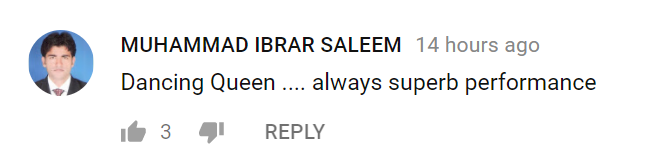 MUHAMMAD IBRAR SALEEM 14 hours ago
Dancing Queen .... always superb performance
3 REPLY